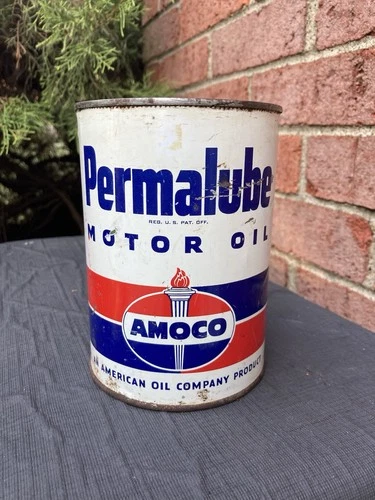 Permalube
REG. U.S. PAT. OFF.
MOTOR OIL
AMOCO
AN AMERICAN OIL COMPANY PRODUCT